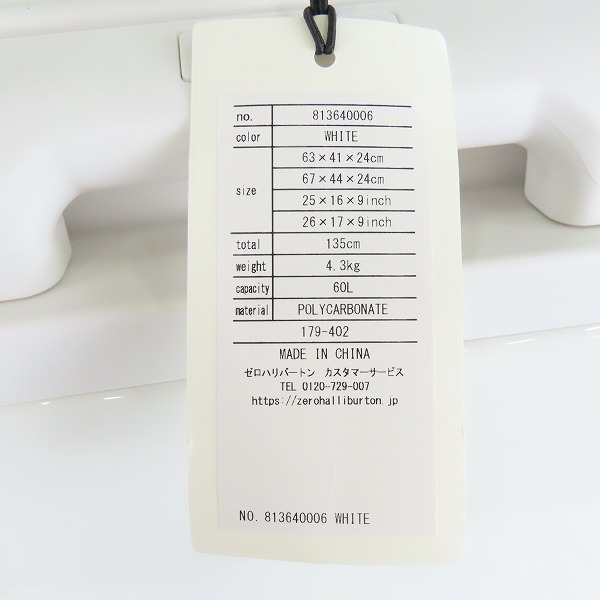 no. 813640006
color WHITE
size 63×41×24cm
67×44×24cm
25×16×9inch
26×17×9inch
total 135cm
weight 4.3kg
capacity 60L
material POLYCARBONATE
179-402
MADE IN CHINA
ゼロハリバートン カスタマーサービス
TEL 0120-729-007
https://zerohalliburton.jp
NO. 813640006 WHITE